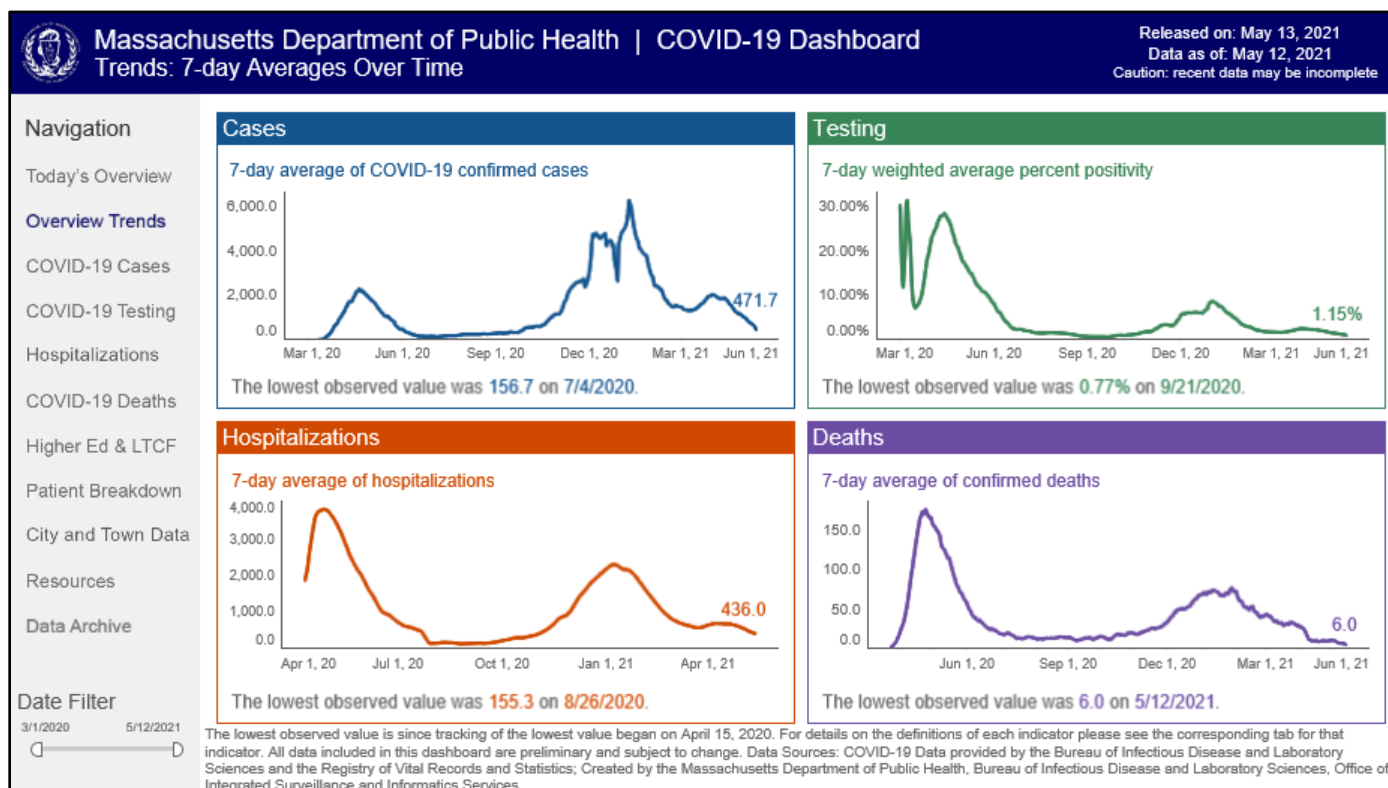 Massachusetts Department of Public Health | COVID-19 Dashboard
Trends: 7-day Averages Over Time
Released on: May 13, 2021
Data as of: May 12, 2021
Caution: recent data may be incomplete
Navigation
Today's Overview
Overview Trends
COVID-19 Cases
COVID-19 Testing
Hospitalizations
COVID-19 Deaths
Higher Ed & LTCF
Patient Breakdown
City and Town Data
Resources
Data Archive
Date Filter
3/1/2020 5/12/2021
Cases
7-day average of COVID-19 confirmed cases
6,000.0
4,000.0
2,000.0
0.0
471.7
Mar 1, 20 Jun 1, 20 Sep 1, 20 Dec 1, 20 Mar 1, 21 Jun 1, 21
The lowest observed value was 156.7 on 7/4/2020.
Testing
7-day weighted average percent positivity
30.00%
20.00%
10.00%
0.00%
1.15%
Mar 1, 20 Jun 1, 20 Sep 1, 20 Dec 1, 20 Mar 1, 21 Jun 1, 21
The lowest observed value was 0.77% on 9/21/2020.
Hospitalizations
7-day average of hospitalizations
4,000.0
3,000.0
2,000.0
1,000.0
0.0
436.0
Apr 1, 20 Jul 1, 20 Oct 1, 20 Jan 1, 21 Apr 1, 21
The lowest observed value was 155.3 on 8/26/2020.
Deaths
7-day average of confirmed deaths
150.0
100.0
50.0
0.0
6.0
Jun 1, 20 Sep 1, 20 Dec 1, 20 Mar 1, 21 Jun 1, 21
The lowest observed value was 6.0 on 5/12/2021.
The lowest observed value is since tracking of the lowest value began on April 15, 2020. For details on the definitions of each indicator please see the corresponding tab for that
indicator. All data included in this dashboard are preliminary and subject to change. Data Sources: COVID-19 Data provided by the Bureau of Infectious Disease and Laboratory
Sciences and the Registry of Vital Records and Statistics; Created by the Massachusetts Department of Public Health, Bureau of Infectious Disease and Laboratory Sciences, Office of
Integrated Surveillance and Informatics Services.